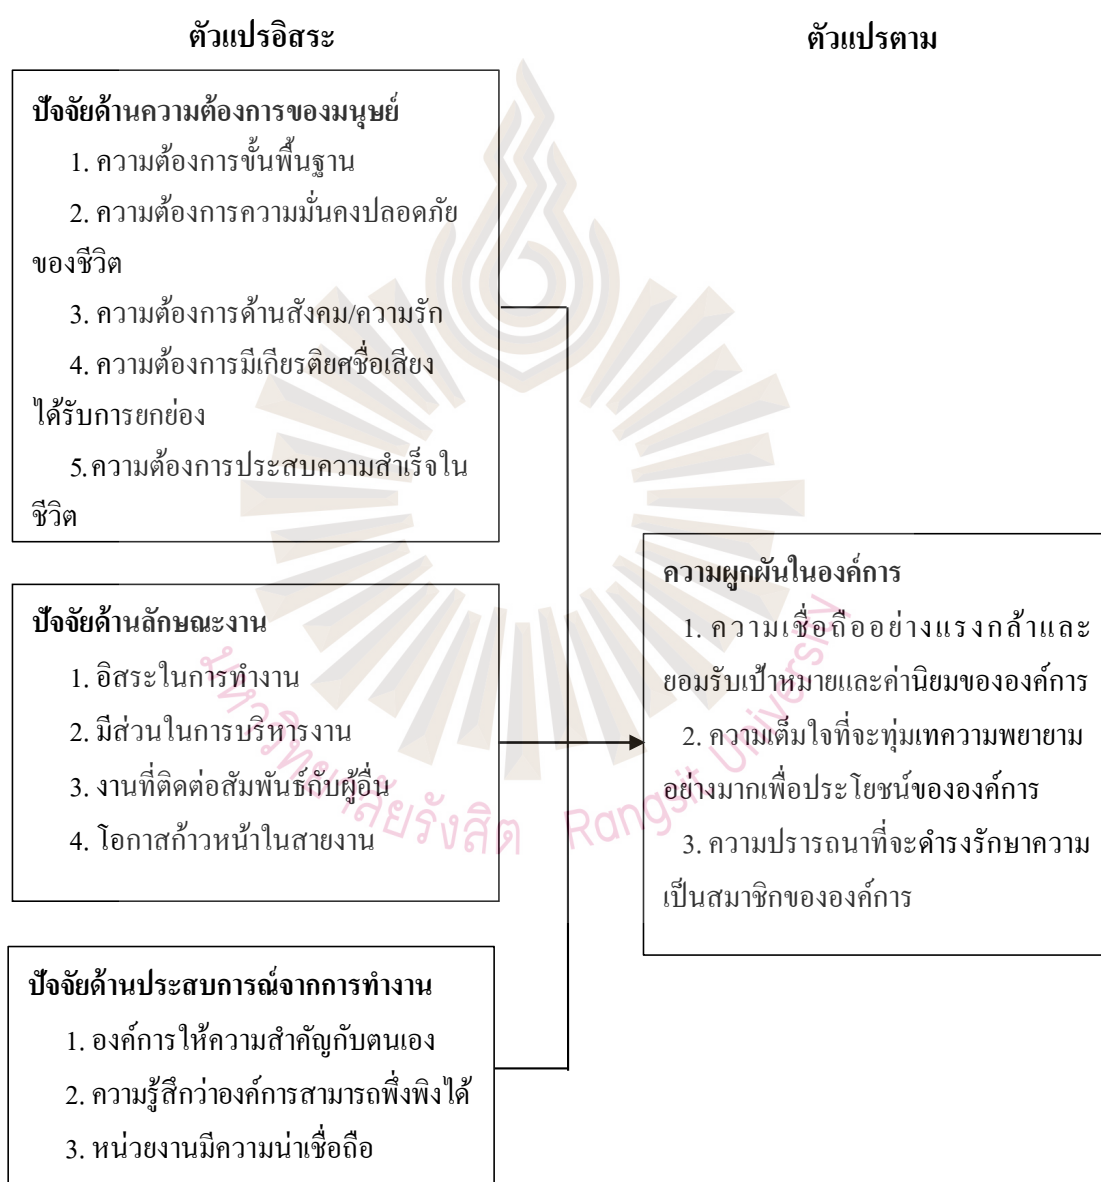 ตัวแปรอิสระ
ตัวแปรตาม
ปัจจัยด้านความต้องการของมนุษย์
1. ความต้องการขั้นพื้นฐาน
2. ความต้องการความมั่นคงปลอดภัย
ของชีวิต
3. ความต้องการด้านสังคม/ความรัก
4. ความต้องการมีเกียรติยศชื่อเสียง
ได้รับการยกย่อง
5.ความต้องการประสบความสำเร็จใน
ชีวิต
ปัจจัยด้านลักษณะงาน
1. อิสระในการทำงาน
2. มีส่วนในการบริหารงาน
3. งานที่ติดต่อสัมพันธ์กับผู้อื่น
4. โอกาสก้าวหน้าในสายงาน
ปัจจัยด้านประสบการณ์จากการทำงาน
1. องค์การให้ความสำคัญกับตนเอง
2. ความรู้สึกว่าองค์การสามารถพึ่งพิงได้
3. หน่วยงานมีความน่าเชื่อถือ
ความผูกผันในองค์การ
1. ความเชื่อถืออย่างแรงกล้าและ
ยอมรับเป้าหมายและค่านิยมขององค์การ
2. ความเต็มใจที่จะทุ่มเทความพยายาม
อย่างมากเพื่อประโยชน์ขององค์การ
3. ความปรารถนาที่จะดำรงรักษาความ
เป็นสมาชิกขององค์การ
มหาวิทยาลัยรังสิต Rangsit University